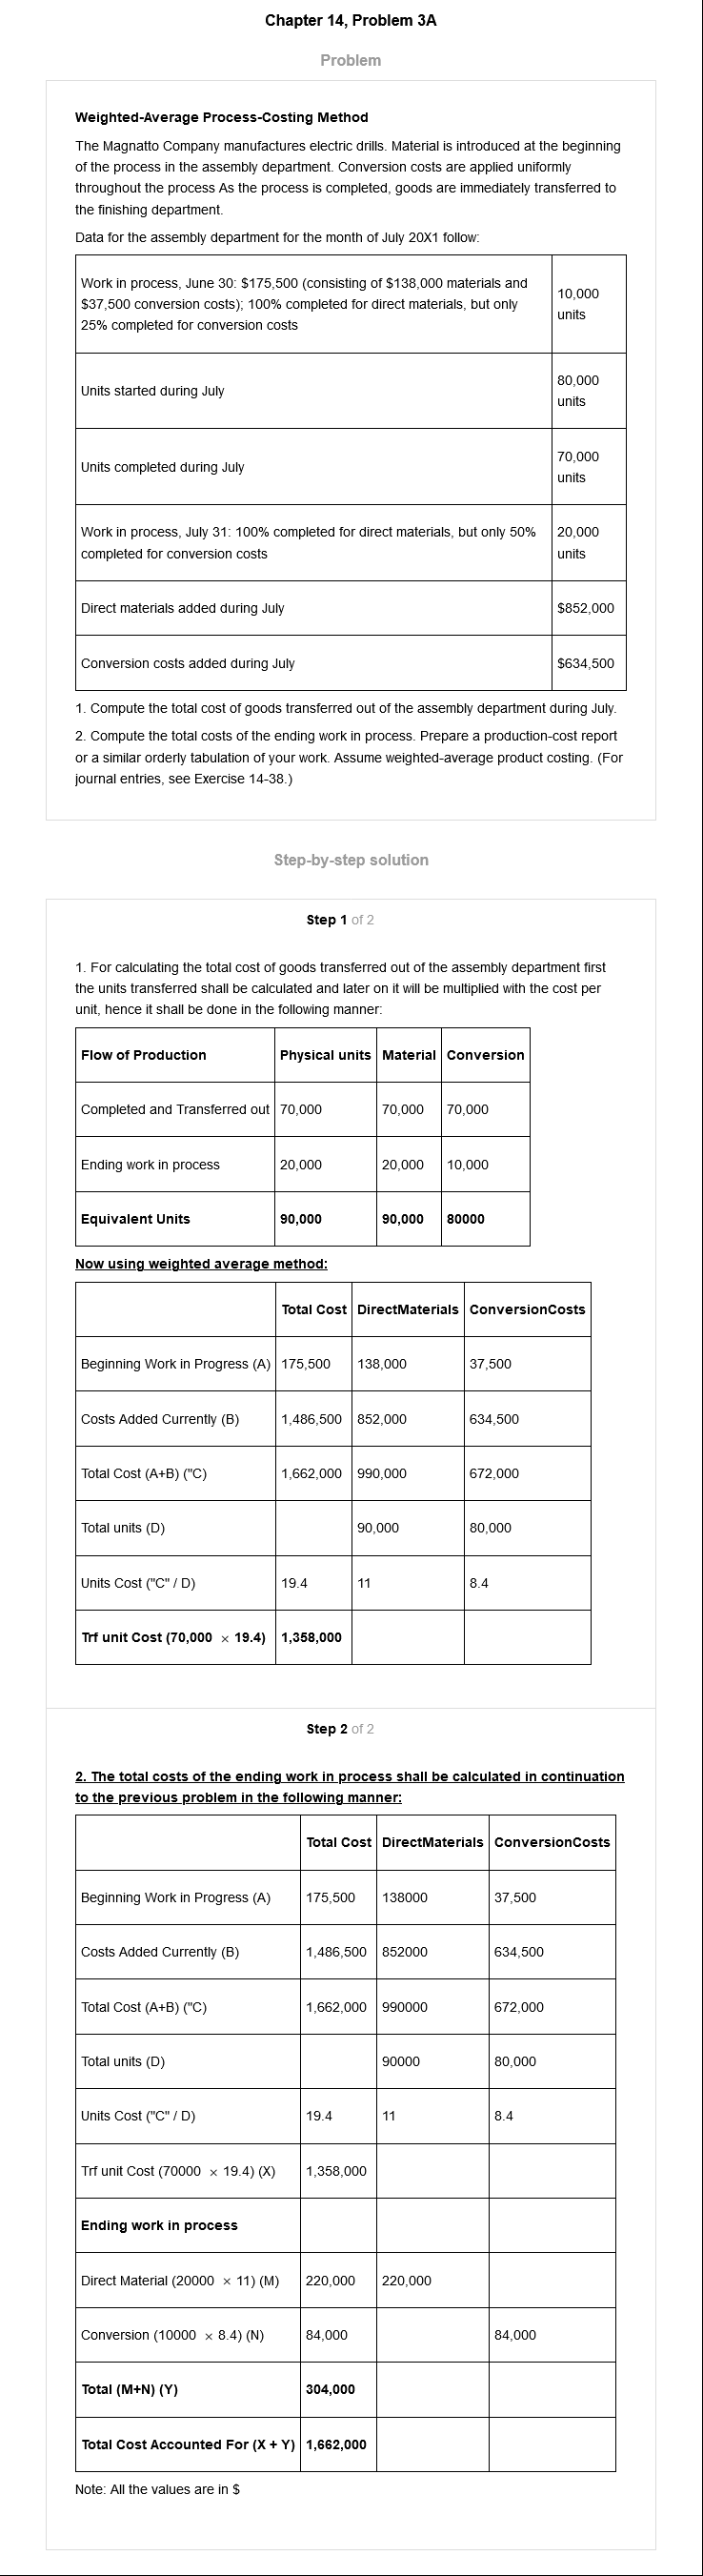 Chapter 14, Problem 3A
Problem
Weighted-Average Process-Costing Method
The Magnatto Company manufactures electric drills. Material is introduced at the beginning
of the process in the assembly department. Conversion costs are applied uniformly
throughout the process As the process is completed, goods are immediately transferred to
the finishing department.
Data for the assembly department for the month of July 20X1 follow:
Work in process, June 30: $175,500 (consisting of $138,000 materials and
$37,500 conversion costs); 100% completed for direct materials, but only
25% completed for conversion costs
10,000
units
Units started during July
80,000
units
Units completed during July
70,000
units
Work in process, July 31: 100% completed for direct materials, but only 50%
completed for conversion costs
20,000
units
Direct materials added during July $852,000
Conversion costs added during July $634,500
1. Compute the total cost of goods transferred out of the assembly department during July.
2. Compute the total costs of the ending work in process. Prepare a production-cost report
or a similar orderly tabulation of your work. Assume weighted-average product costing. (For
journal entries, see Exercise 14-38.)
Step-by-step solution
Step 1 of 2
1. For calculating the total cost of goods transferred out of the assembly department first
the units transferred shall be calculated and later on it will be multiplied with the cost per
unit, hence it shall be done in the following manner:
Flow of Production Physical units Material Conversion
Completed and Transferred out 70,000 70,000 70,000
Ending work in process 20,000 20,000 10,000
Equivalent Units 90,000 90,000 80000
Now using weighted average method:
Total Cost DirectMaterials ConversionCosts
Beginning Work in Progress (A) 175,500 138,000 37,500
Costs Added Currently (B) 1,486,500 852,000 634,500
Total Cost (A+B) ("C) 1,662,000 990,000 672,000
Total units (D) 90,000 80,000
Units Cost ("C" / D) 19.4 11 8.4
Trf unit Cost (70,000 × 19.4) 1,358,000
Step 2 of 2
2. The total costs of the ending work in process shall be calculated in continuation
to the previous problem in the following manner:
Total Cost DirectMaterials ConversionCosts
Beginning Work in Progress (A) 175,500 138000 37,500
Costs Added Currently (B) 1,486,500 852000 634,500
Total Cost (A+B) ("C) 1,662,000 990000 672,000
Total units (D) 90000 80,000
Units Cost ("C" / D) 19.4 11 8.4
Trf unit Cost (70000 × 19.4) (X) 1,358,000
Ending work in process
Direct Material (20000 × 11) (M) 220,000 220,000
Conversion (10000 × 8.4) (N) 84,000 84,000
Total (M+N) (Y) 304,000
Total Cost Accounted For (X + Y) 1,662,000
Note: All the values are in $